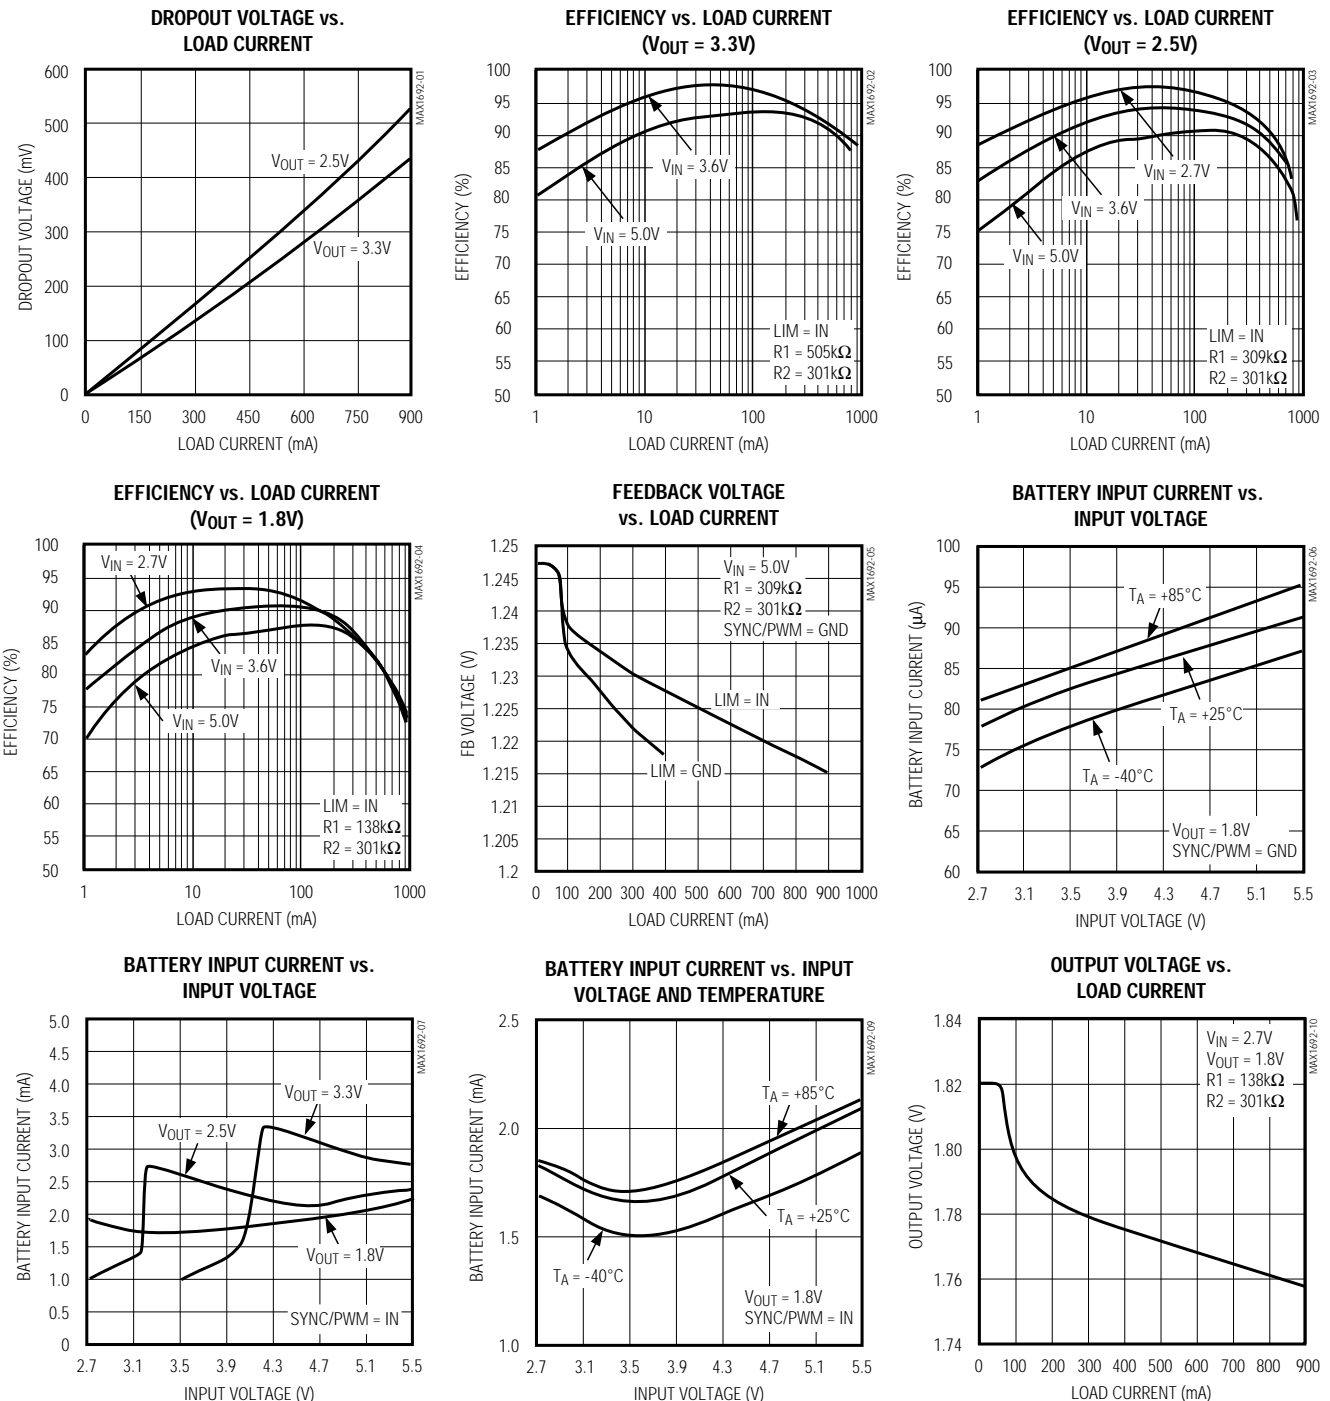 DROPOUT VOLTAGE vs.
LOAD CURRENT
DROPOUT VOLTAGE (mV)
600
500
400
300
200
100
0
VOUT = 2.5V
VOUT = 3.3V
0 150 300 450 600 750 900
LOAD CURRENT (mA)
MAX1692-01
EFFICIENCY vs. LOAD CURRENT
(VOUT = 3.3V)
EFFICIENCY (%)
100
95
90
85
80
75
70
65
60
55
50
VIN = 3.6V
VIN = 5.0V
LIM = IN
R1 = 505kΩ
R2 = 301kΩ
1 10 100 1000
LOAD CURRENT (mA)
MAX1692-02
EFFICIENCY vs. LOAD CURRENT
(VOUT = 2.5V)
EFFICIENCY (%)
100
95
90
85
80
75
70
65
60
55
50
VIN = 2.7V
VIN = 3.6V
VIN = 5.0V
LIM = IN
R1 = 309kΩ
R2 = 301kΩ
1 10 100 1000
LOAD CURRENT (mA)
MAX1692-03
EFFICIENCY vs. LOAD CURRENT
(VOUT = 1.8V)
EFFICIENCY (%)
100
95
90
85
80
75
70
65
60
55
50
VIN = 2.7V
VIN = 3.6V
VIN = 5.0V
LIM = IN
R1 = 138kΩ
R2 = 301kΩ
1 10 100 1000
LOAD CURRENT (mA)
MAX1692-04
FEEDBACK VOLTAGE
vs. LOAD CURRENT
FB VOLTAGE (V)
1.25
1.245
1.24
1.235
1.23
1.225
1.22
1.215
1.21
1.205
1.2
VIN = 5.0V
R1 = 309kΩ
R2 = 301kΩ
SYNC/PWM = GND
LIM = IN
LIM = GND
0 100 200 300 400 500 600 700 800 900 1000
LOAD CURRENT (mA)
MAX1692-05
BATTERY INPUT CURRENT vs.
INPUT VOLTAGE
BATTERY INPUT CURRENT (µA)
100
95
90
85
80
75
70
65
60
TA = +85°C
TA = +25°C
TA = -40°C
VOUT = 1.8V
SYNC/PWM = GND
2.7 3.1 3.5 3.9 4.3 4.7 5.1 5.5
INPUT VOLTAGE (V)
MAX1692-06
BATTERY INPUT CURRENT vs.
INPUT VOLTAGE
BATTERY INPUT CURRENT (mA)
5.0
4.5
4.0
3.5
3.0
2.5
2.0
1.5
1.0
0.5
0
VOUT = 3.3V
VOUT = 2.5V
VOUT = 1.8V
SYNC/PWM = IN
2.7 3.1 3.5 3.9 4.3 4.7 5.1 5.5
INPUT VOLTAGE (V)
MAX1692-07
BATTERY INPUT CURRENT vs. INPUT
VOLTAGE AND TEMPERATURE
BATTERY INPUT CURRENT (mA)
2.5
2.0
1.5
1.0
TA = +85°C
TA = +25°C
TA = -40°C
VOUT = 1.8V
SYNC/PWM = IN
2.7 3.1 3.5 3.9 4.3 4.7 5.1 5.5
INPUT VOLTAGE (V)
MAX1692-09
OUTPUT VOLTAGE vs.
LOAD CURRENT
OUTPUT VOLTAGE (V)
1.84
1.82
1.80
1.78
1.76
1.74
VIN = 2.7V
VOUT = 1.8V
R1 = 138kΩ
R2 = 301kΩ
0 100 200 300 400 500 600 700 800 900
LOAD CURRENT (mA)
MAX1692-10